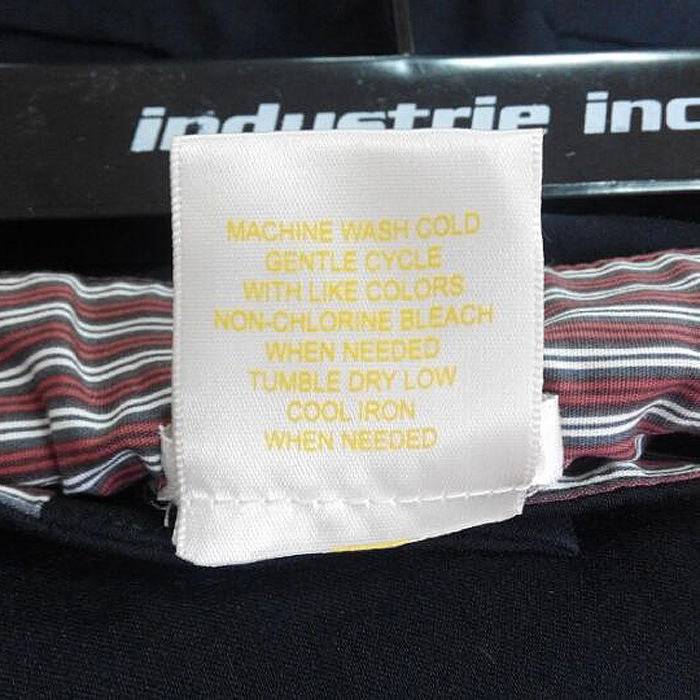 industrie inc
MACHINE WASH COLD
GENTLE CYCLE
WITH LIKE COLORS
NON-CHLORINE BLEACH
WHEN NEEDED
TUMBLE DRY LOW
COOL IRON
WHEN NEEDED